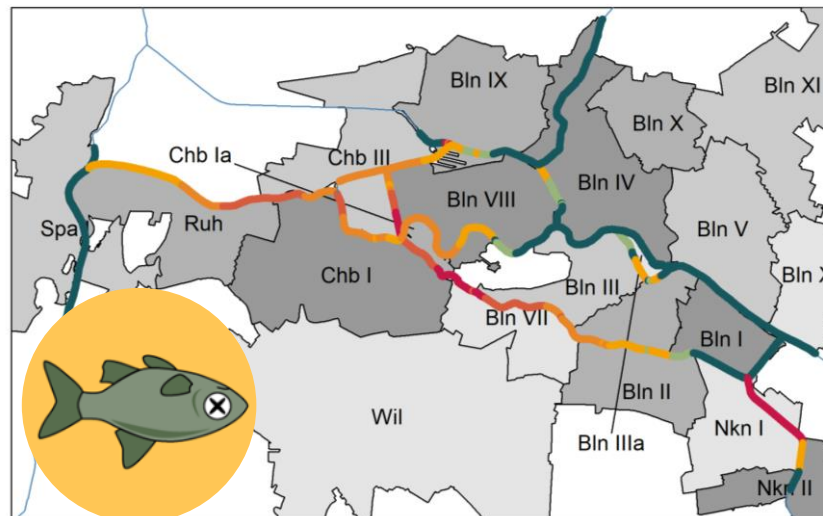 Bln IX
Bln XI
Bln X
Chb Ia
Chb III
Bln IV
Bln VIII
Spa
Ruh
Bln V
Chb I
Bln III
Bln X
Bln VII
Bln I
Bln II
Wil
Nkn I
Bln IIIa
Nkn II